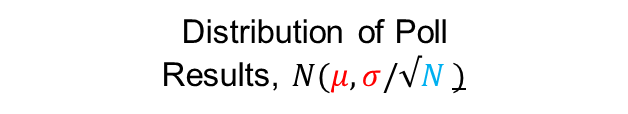 Distribution of Poll
Results, N(μ, σ/√N )